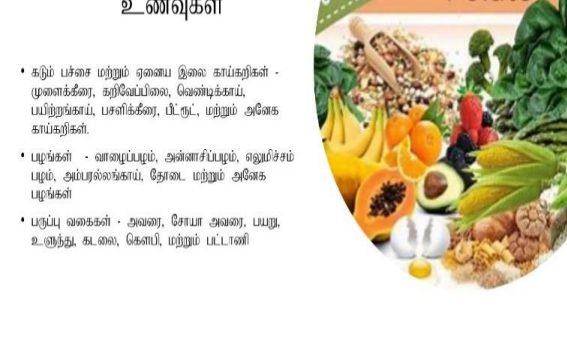 உணவுகள்
• கடும் பச்சை மற்றும் ஏனைய இலை காய்கறிகள் -
முளைக்கீரை, கறிவேப்பிலை, வெண்டிக்காய்,
பயிற்றங்காய், பசளிக்கீரை, பீட்ரூட், மற்றும் அனேக
காய்கறிகள்.
• பழங்கள் - வாழைப்பழம், அன்னாசிப்பழம், எலுமிச்சம்
பழம், அம்பரல்லங்காய், தோடை மற்றும் அனேக
பழங்கள்
• பருப்பு வகைகள் - அவரை, சோயா அவரை, பயறு,
உளுந்து, கடலை, கௌபி, மற்றும் பட்டாணி